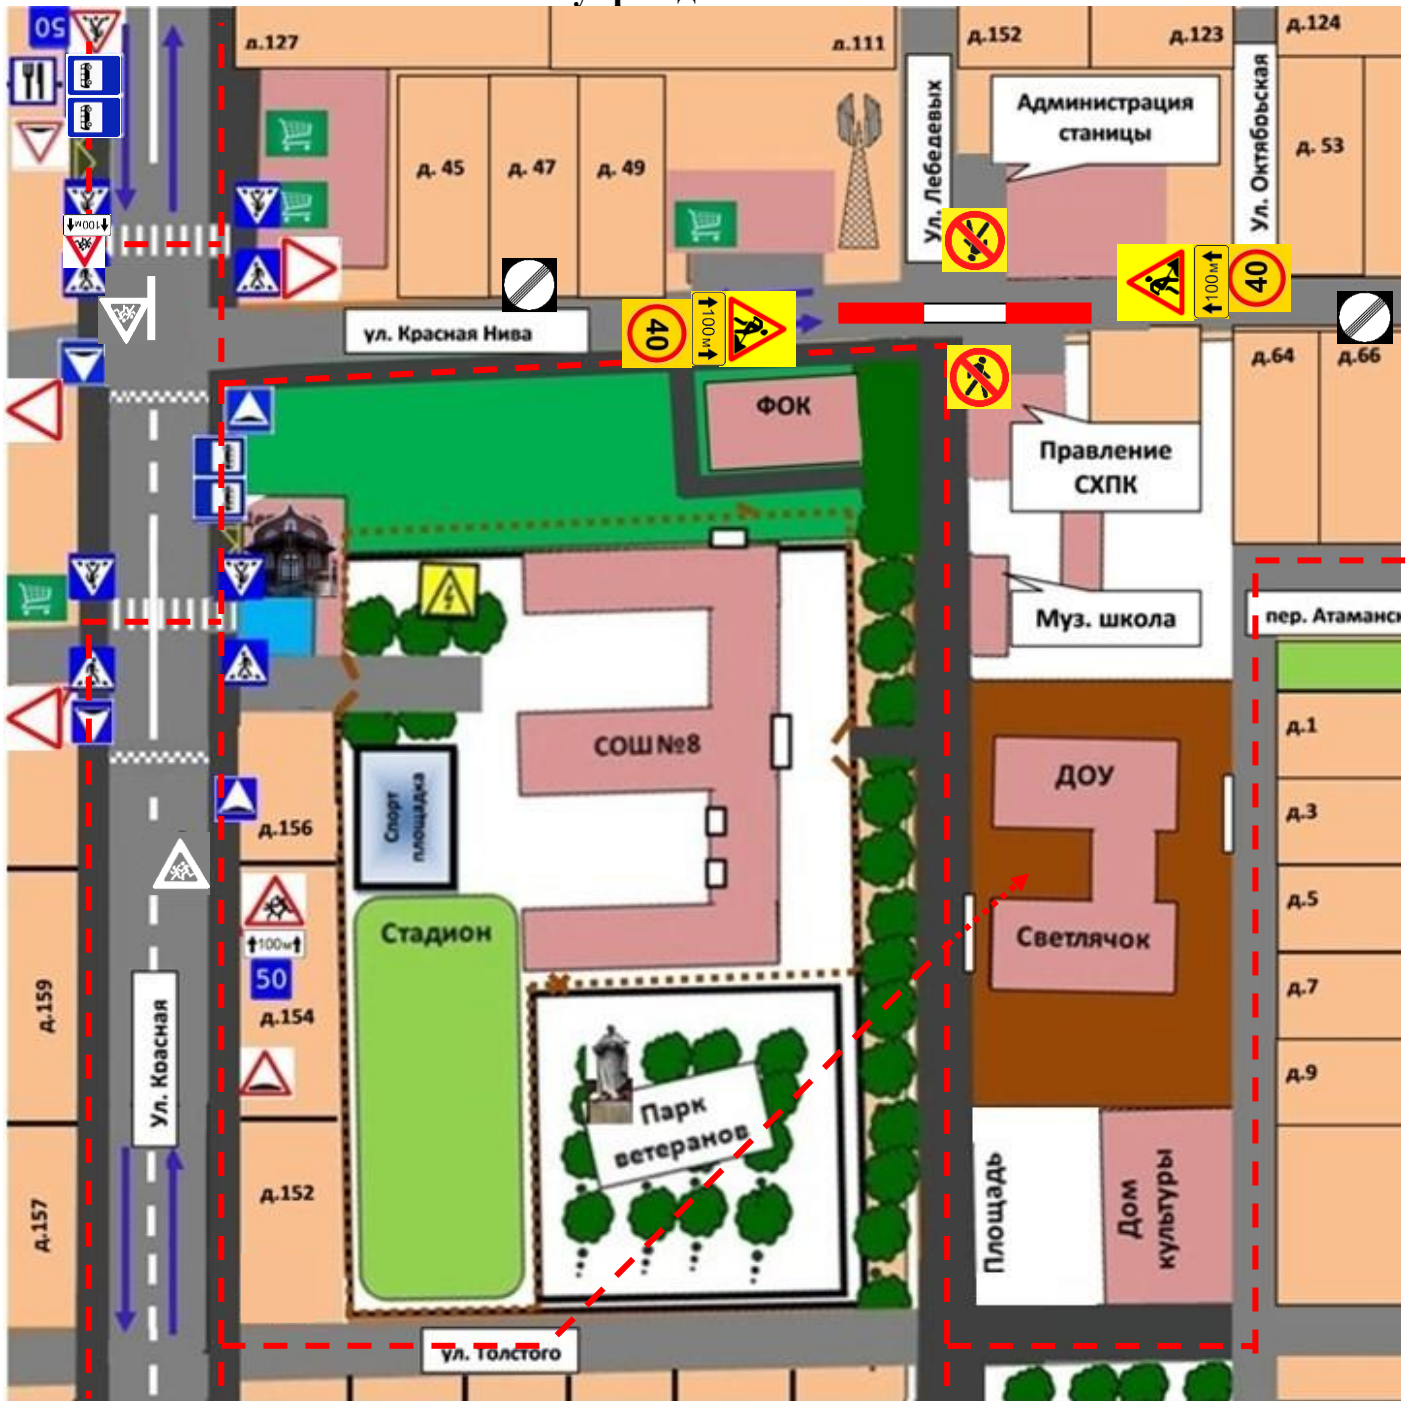 50
д.127
д.111
д.152
д.123
д.124
Администрация
станицы
Ул. Лебедевых
Ул. Октябрьская
д. 45
д. 47
д. 49
д. 53
100м
ул. Красная Нива
40
100м
100м
40
д.64
д.66
ФОК
Правление
СХПК
Муз. школа
пер. Атаманск
СОШ№8
ДОУ
Светлячок
Спорт
площадка
Стадион
д.156
100м
50
д.154
д.152
д.159
д.157
Ул. Красная
д.1
д.3
д.5
д.7
д.9
Парк
ветеранов
Площадь
Дом
культуры
ул. Толстого